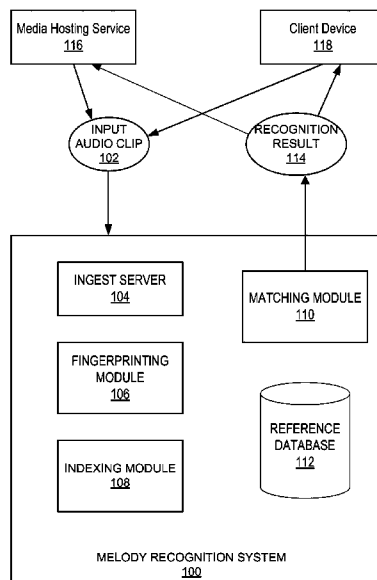 Media Hosting Service
116
Client Device
118
INPUT
AUDIO CLIP
102
RECOGNITION
RESULT
114
INGEST SERVER
104
MATCHING MODULE
110
FINGERPRINTING
MODULE
106
REFERENCE
DATABASE
112
INDEXING MODULE
108
MELODY RECOGNITION SYSTEM
100